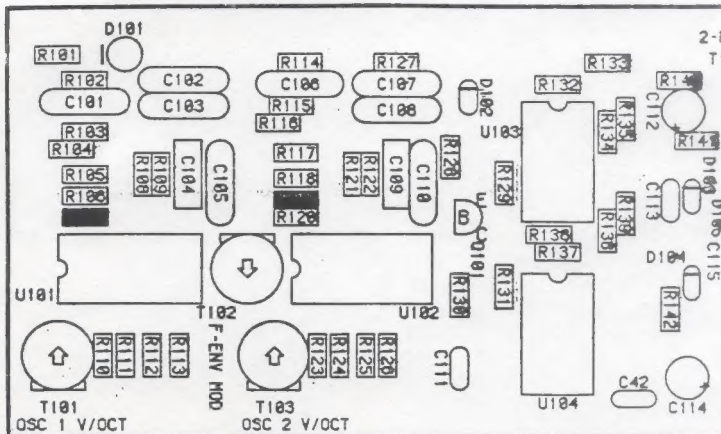 D101
R101
R102
C101
C102
C103
R103
R104
R105
R106
R108
R109
C104
C105
R114
C106
R115
R116
R117
R118
R120
R127
C107
C108
R121
R122
C109
C110
D102
R128
U103
R129
R132
R133
R134
R135
C112
R141
C113
D104
R136
R137
R138
R139
D106
C115
B
E
C
Q101
U101
T102
U102
R130
R131
R142
R110
R111
R112
R113
F-ENV MOD
R123
R124
R125
R126
C111
U104
C42
C114
T101
OSC 1 V/OCT
T103
OSC 2 V/OCT